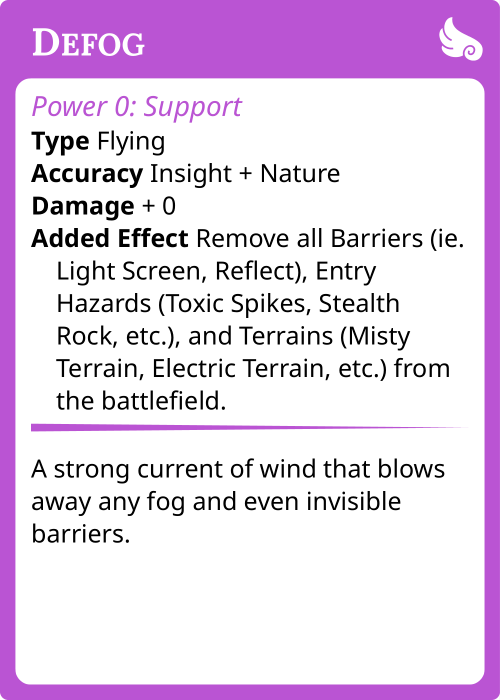 DEFOG
Power 0: Support
Type Flying
Accuracy Insight + Nature
Damage + 0
Added Effect Remove all Barriers (ie.
Light Screen, Reflect), Entry
Hazards (Toxic Spikes, Stealth
Rock, etc.), and Terrains (Misty
Terrain, Electric Terrain, etc.) from
the battlefield.
A strong current of wind that blows
away any fog and even invisible
barriers.